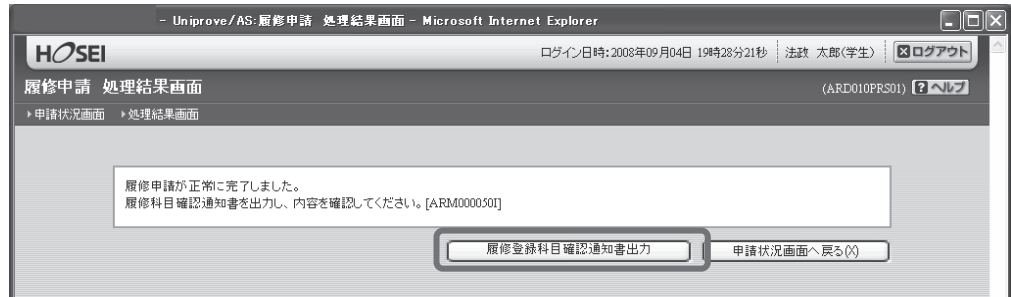 - Uniprove/AS:履修申請 処理結果画面 - Microsoft Internet Explorer
HOSEI
ログイン日時:2008年09月04日 19時28分21秒 法政 太郎(学生) ログアウト
履修申請 処理結果画面 (ARD010PRS01) ? ヘルプ
申請状況画面 処理結果画面
履修申請が正常に完了しました。
履修科目確認通知書を出力し、内容を確認してください。[ARM000050I]
履修登録科目確認通知書出力 申請状況画面へ戻る(X)